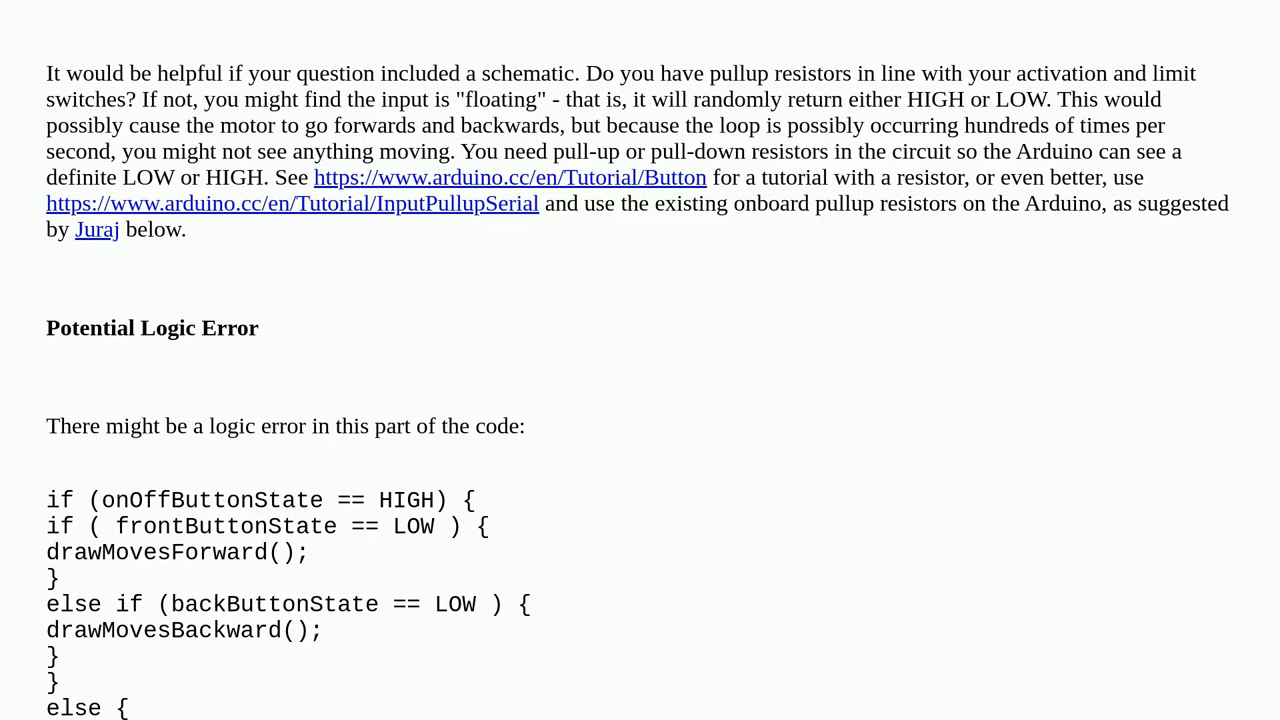 It would be helpful if your question included a schematic. Do you have pullup resistors in line with your activation and limit
switches? If not, you might find the input is "floating" - that is, it will randomly return either HIGH or LOW. This would
possibly cause the motor to go forwards and backwards, but because the loop is possibly occurring hundreds of times per
second, you might not see anything moving. You need pull-up or pull-down resistors in the circuit so the Arduino can see a
definite LOW or HIGH. See https://www.arduino.cc/en/Tutorial/Button for a tutorial with a resistor, or even better, use
https://www.arduino.cc/en/Tutorial/InputPullupSerial and use the existing onboard pullup resistors on the Arduino, as suggested
by Juraj below.
Potential Logic Error
There might be a logic error in this part of the code:
if (onOffButtonState == HIGH) {
if ( frontButtonState == LOW ) {
drawMovesForward();
}
else if (backButtonState == LOW ) {
drawMovesBackward();
}
}
else {